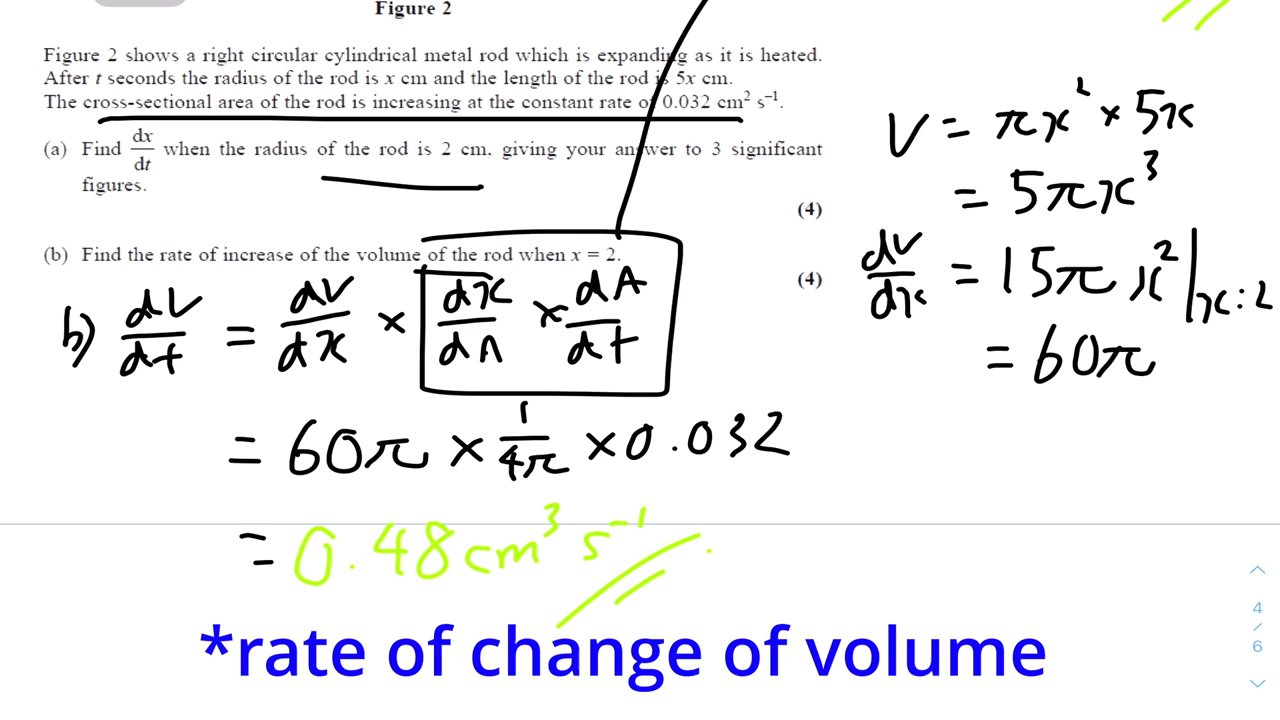 Figure 2
Figure 2 shows a right circular cylindrical metal rod which is expanding as it is heated.
After t seconds the radius of the rod is x cm and the length of the rod is 5x cm.
The cross-sectional area of the rod is increasing at the constant rate of 0.032 cm² s⁻¹.
(a) Find dx/dt when the radius of the rod is 2 cm, giving your answer to 3 significant
figures.
(4)
(b) Find the rate of increase of the volume of the rod when x = 2.
(4)
b) dV/dt = dV/dx × dx/dA × dA/dt
= 60π × 1/4π × 0.032
= 0.48 cm³ s⁻¹
V = πx² × 5x
= 5πx³
dV/dx = 15πx² | x:2
= 60π
*rate of change of volume
4
/
6